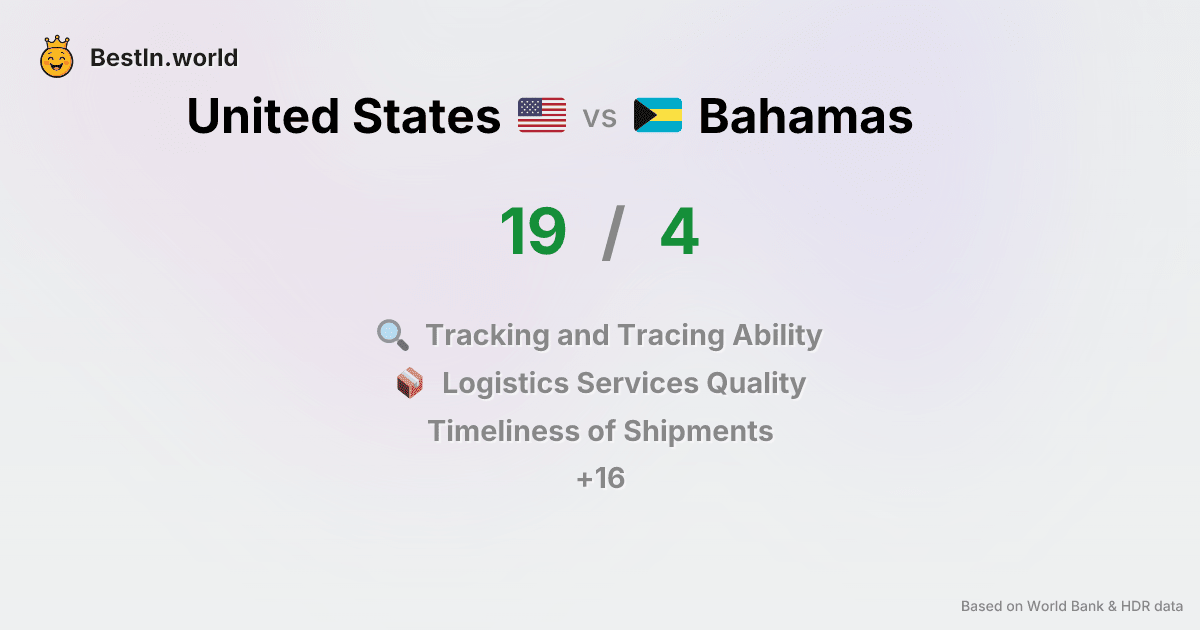 BestIn.world
United States vs Bahamas
19 / 4
Tracking and Tracing Ability
Logistics Services Quality
Timeliness of Shipments
+16
Based on World Bank & HDR data